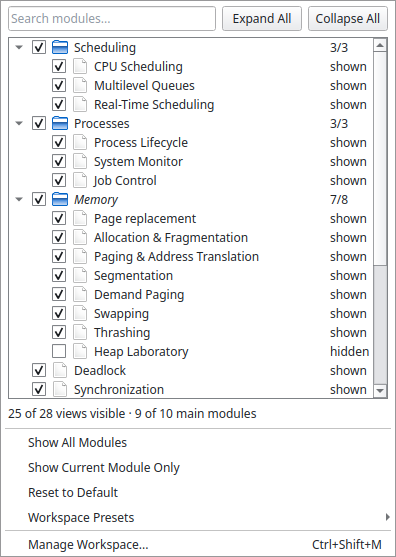 Search modules... Expand All Collapse All
Scheduling 3/3
CPU Scheduling shown
Multilevel Queues shown
Real-Time Scheduling shown
Processes 3/3
Process Lifecycle shown
System Monitor shown
Job Control shown
Memory 7/8
Page replacement shown
Allocation & Fragmentation shown
Paging & Address Translation shown
Segmentation shown
Demand Paging shown
Swapping shown
Thrashing shown
Heap Laboratory hidden
Deadlock shown
Synchronization shown
25 of 28 views visible · 9 of 10 main modules
Show All Modules
Show Current Module Only
Reset to Default
Workspace Presets
Manage Workspace... Ctrl+Shift+M